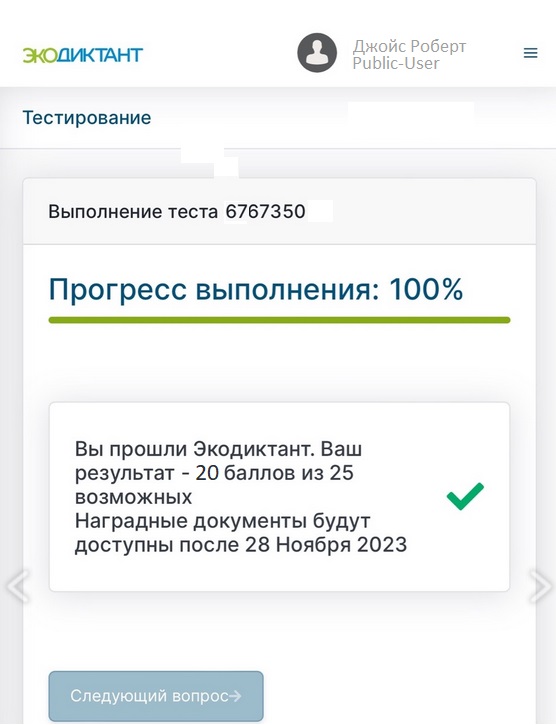 ЭКОДИКТАНТ
Джойс Роберт
Public-User
Тестирование
Выполнение теста 6767350
Прогресс выполнения: 100%
Вы прошли Экодиктант. Ваш
результат - 20 баллов из 25
возможных
Наградные документы будут
доступны после 28 Ноября 2023
Следующий вопрос→